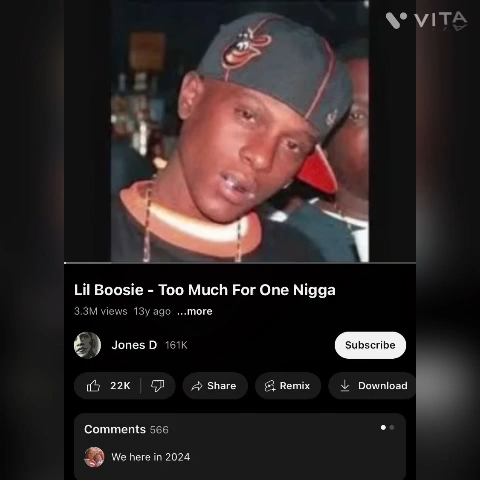 VITA
Lil Boosie - Too Much For One Nigga
3.3M views 13y ago ...more
Jones D 161K
Subscribe
22K
Share
Remix
Download
Comments 566
We here in 2024